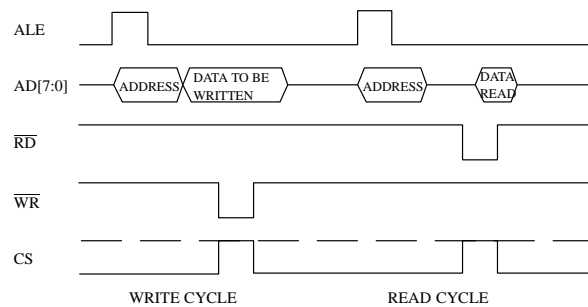 ALE
AD[7:0] ADDRESS DATA TO BE WRITTEN ADDRESS DATA READ
RD
WR
CS
WRITE CYCLE READ CYCLE